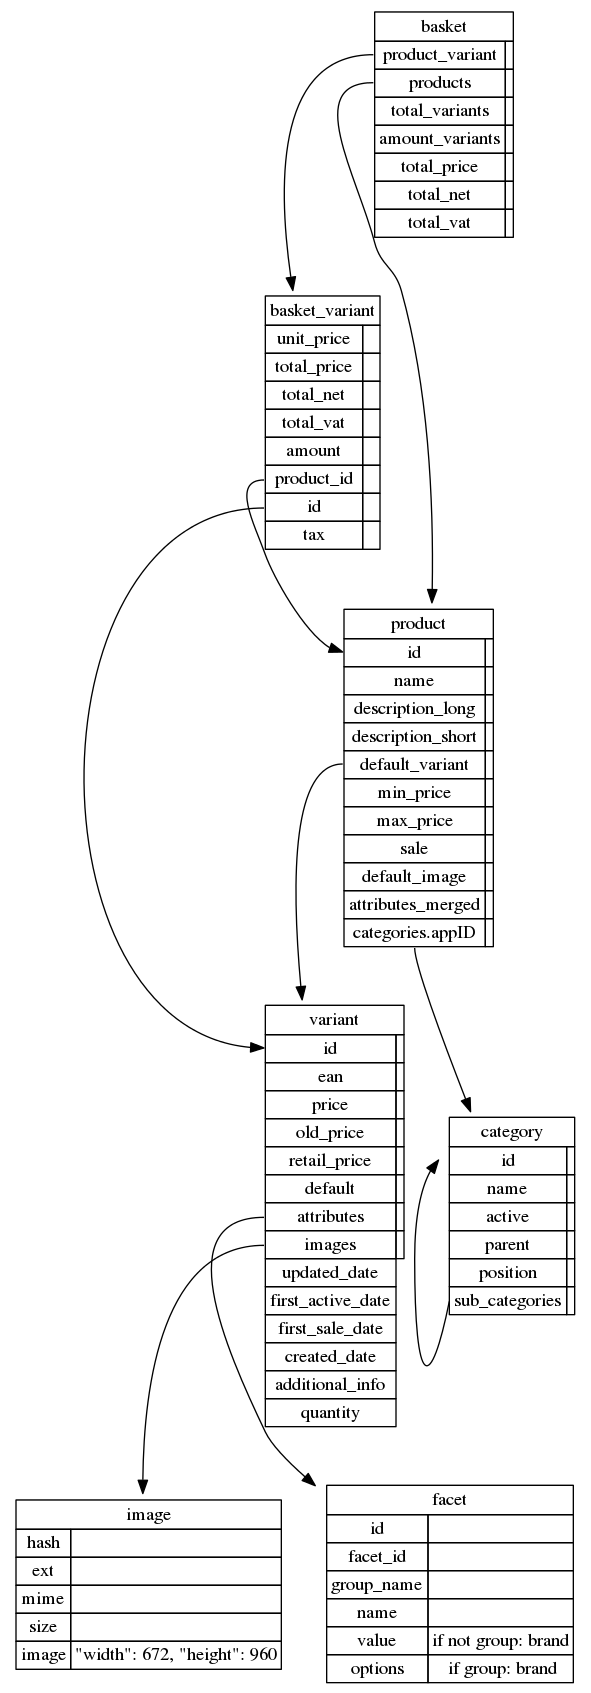 basket
product_variant
products
total_variants
amount_variants
total_price
total_net
total_vat
basket_variant
unit_price
total_price
total_net
total_vat
amount
product_id
id
tax
product
id
name
description_long
description_short
default_variant
min_price
max_price
sale
default_image
attributes_merged
categories.appID
variant
id
ean
price
old_price
retail_price
default
attributes
images
updated_date
first_active_date
first_sale_date
created_date
additional_info
quantity
category
id
name
active
parent
position
sub_categories
image
hash
ext
mime
size
image "width": 672, "height": 960
facet
id
facet_id
group_name
name
value if not group: brand
options if group: brand